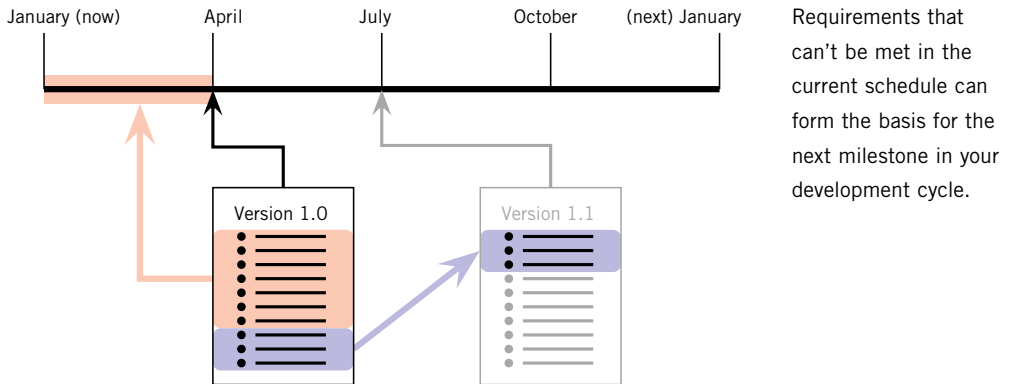 January (now) April July October (next) January
Requirements that
can't be met in the
current schedule can
form the basis for the
next milestone in your
development cycle.
Version 1.0
Version 1.1